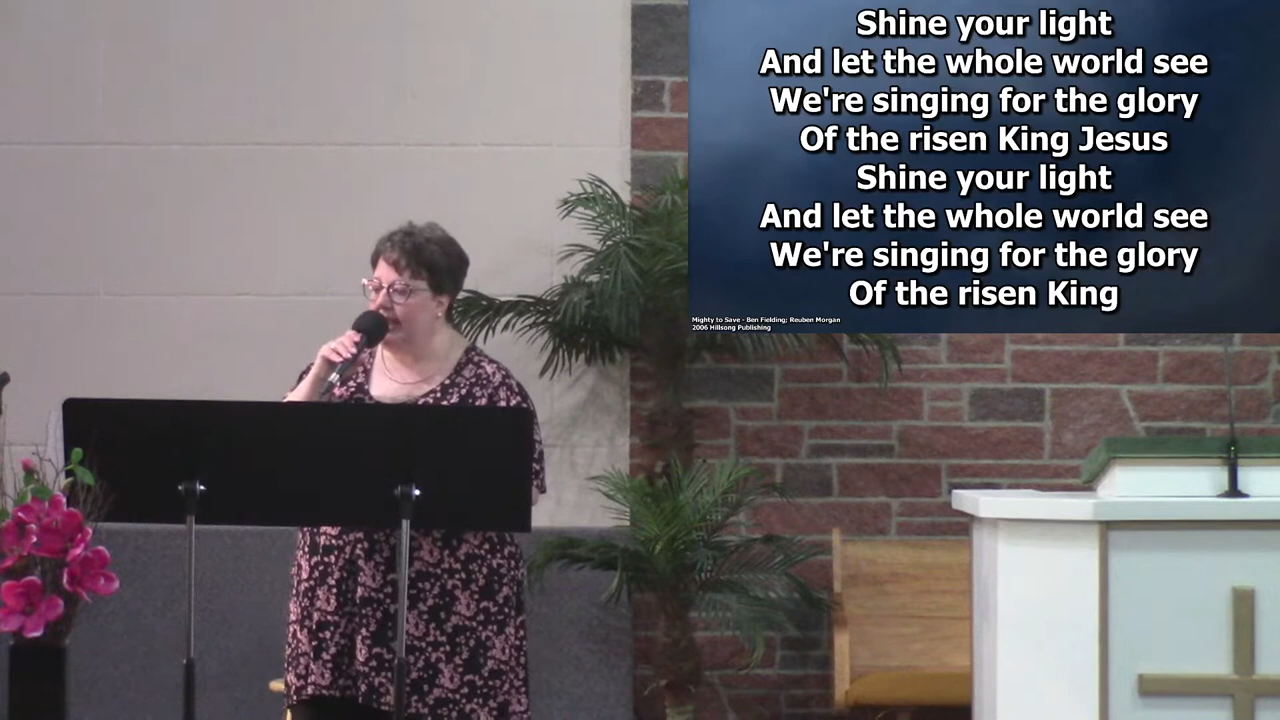 Shine your light
And let the whole world see
We're singing for the glory
Of the risen King Jesus
Shine your light
And let the whole world see
We're singing for the glory
Of the risen King
Mighty to Save - Ben Fielding; Reuben Morgan
2006 Hillsong Publishing